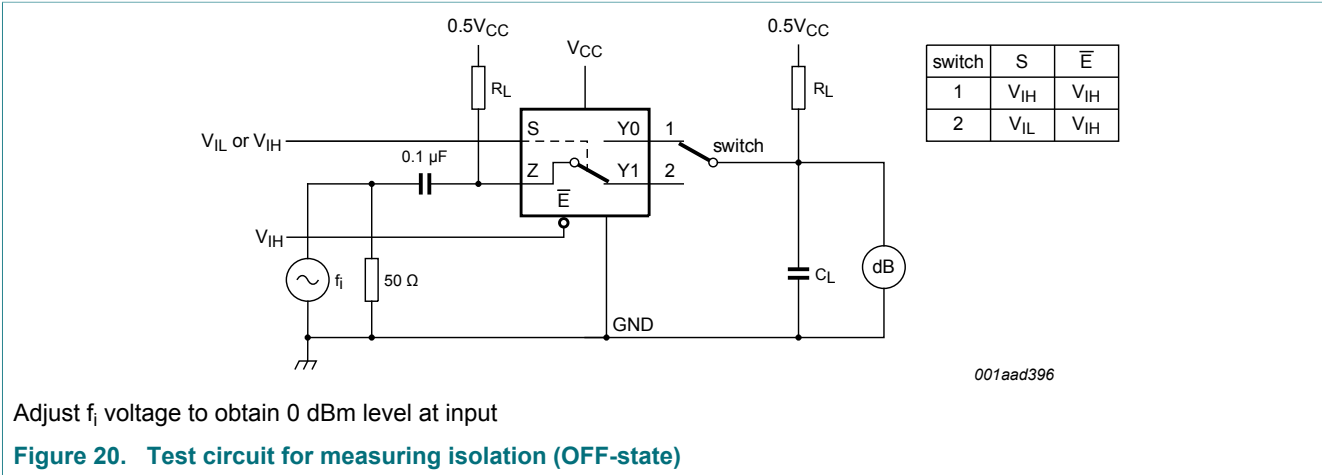 0.5VCC
VCC
0.5VCC
RL
RL
switch S E̅
1 VIH VIH
2 VIL VIH
VIL or VIH
S Y0 1
switch
0.1 µF
Z Y1 2
E̅
VIH
fi
50 Ω
CL
dB
GND
001aad396
Adjust fi voltage to obtain 0 dBm level at input
Figure 20. Test circuit for measuring isolation (OFF-state)